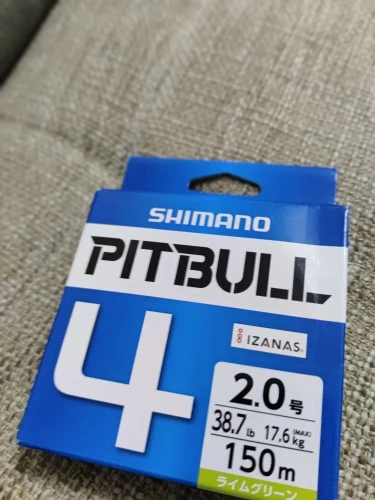 SHIMANO
PITBULL
4
IZANAS®
2.0号
38.7lb 17.6kg(MAX)
150m
ライムグリーン